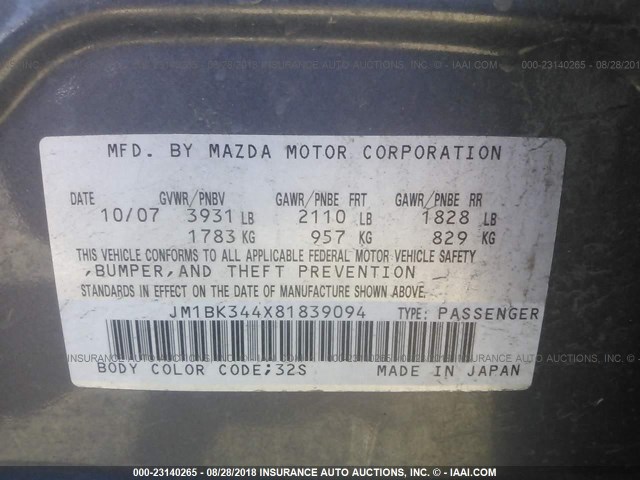 © INSURANCE AUTO AUCTIONS, INC. - IAAI.COM 000-23140265 - 08/28/2018 © INSURANCE
MFD. BY MAZDA MOTOR CORPORATION
DATE GVWR/PNBV GAWR/PNBE FRT GAWR/PNBE RR
10/07 3931 LB 2110 LB 1828 LB
1783 KG 957 KG 829 KG
THIS VEHICLE CONFORMS TO ALL APPLICABLE FEDERAL MOTOR VEHICLE SAFETY
,BUMPER,AND THEFT PREVENTION
STANDARDS IN EFFECT ON THE DATE OF MANUFACTURE SHOWN ABOVE.
JM1BK344X81839094 TYPE: PASSENGER
BODY COLOR CODE;32S MADE IN JAPAN
000-23140265 - 08/28/2018 INSURANCE AUTO AUCTIONS, INC. - IAAI.COM